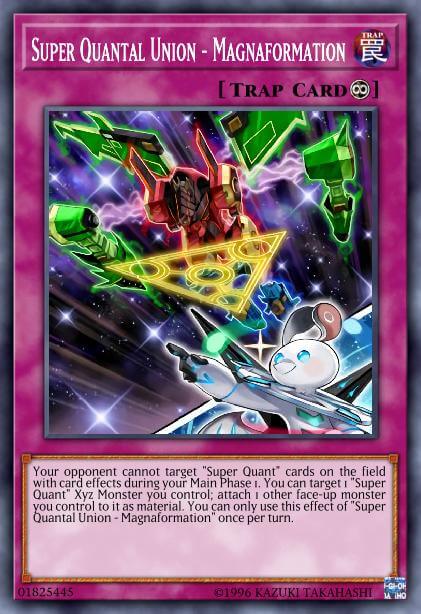 SUPER QUANTAL UNION - MAGNAFORMATION
TRAP
罠
[TRAP CARD]
Your opponent cannot target "Super Quant" cards on the field
with card effects during your Main Phase 1. You can target 1 "Super
Quant" Xyz Monster you control; attach 1 other face-up monster
you control to it as material. You can only use this effect of "Super
Quantal Union - Magnaformation" once per turn.
01825445
©1996 KAZUKI TAKAHASHI